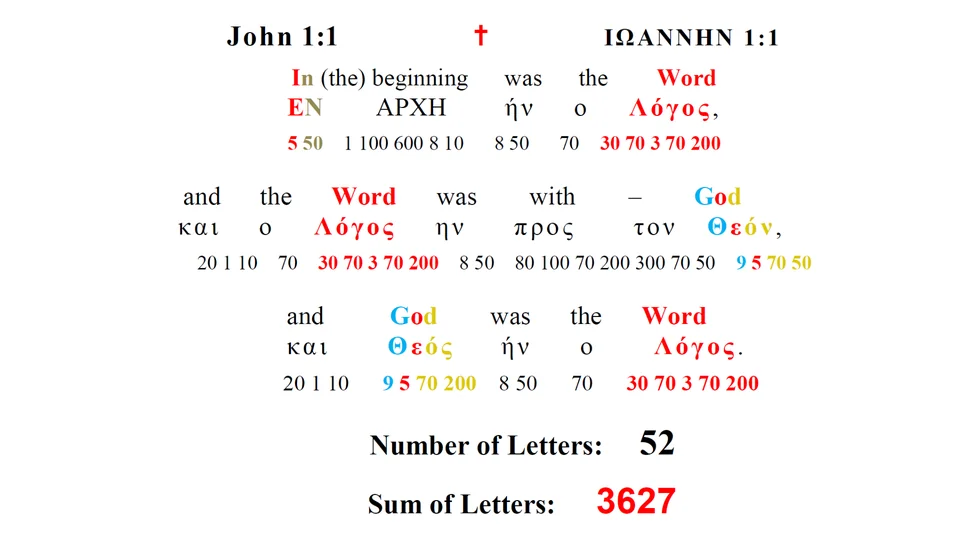 John 1:1 ✝ ΙΩΑΝΝΗΝ 1:1
In (the) beginning was the Word
ΕΝ ΑΡΧΗ ήν ο Λόγος,
5 50 1 100 600 8 10 8 50 70 30 70 3 70 200
and the Word was with – God
και ο Λόγος ην προς τον Θεόν,
20 1 10 70 30 70 3 70 200 8 50 80 100 70 200 300 70 50 9 5 70 50
and God was the Word
και Θεός ήν ο Λόγος.
20 1 10 9 5 70 200 8 50 70 30 70 3 70 200
Number of Letters: 52
Sum of Letters: 3627